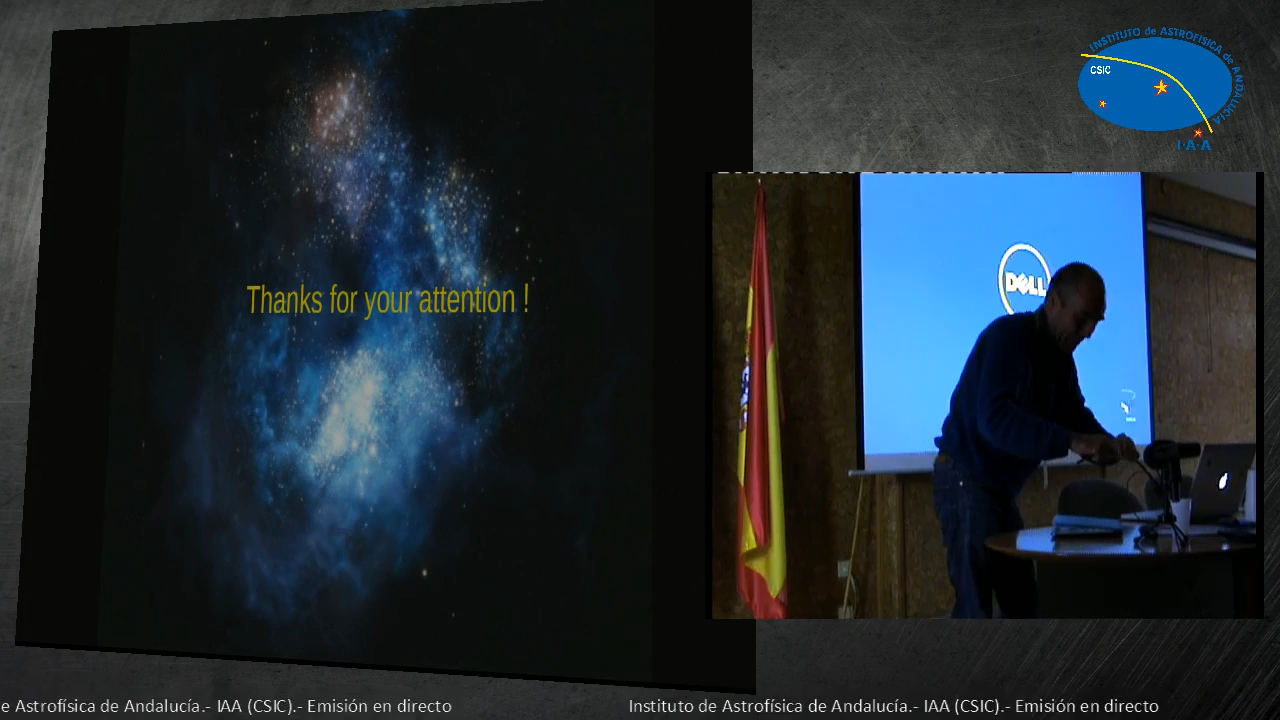 Thanks for your attention !
INSTITUTO de ASTROFÍSICA de ANDALUCÍA
CSIC
I·A·A
DELL
e Astrofísica de Andalucía.- IAA (CSIC).- Emisión en directo
Instituto de Astrofísica de Andalucía.- IAA (CSIC).- Emisión en directo